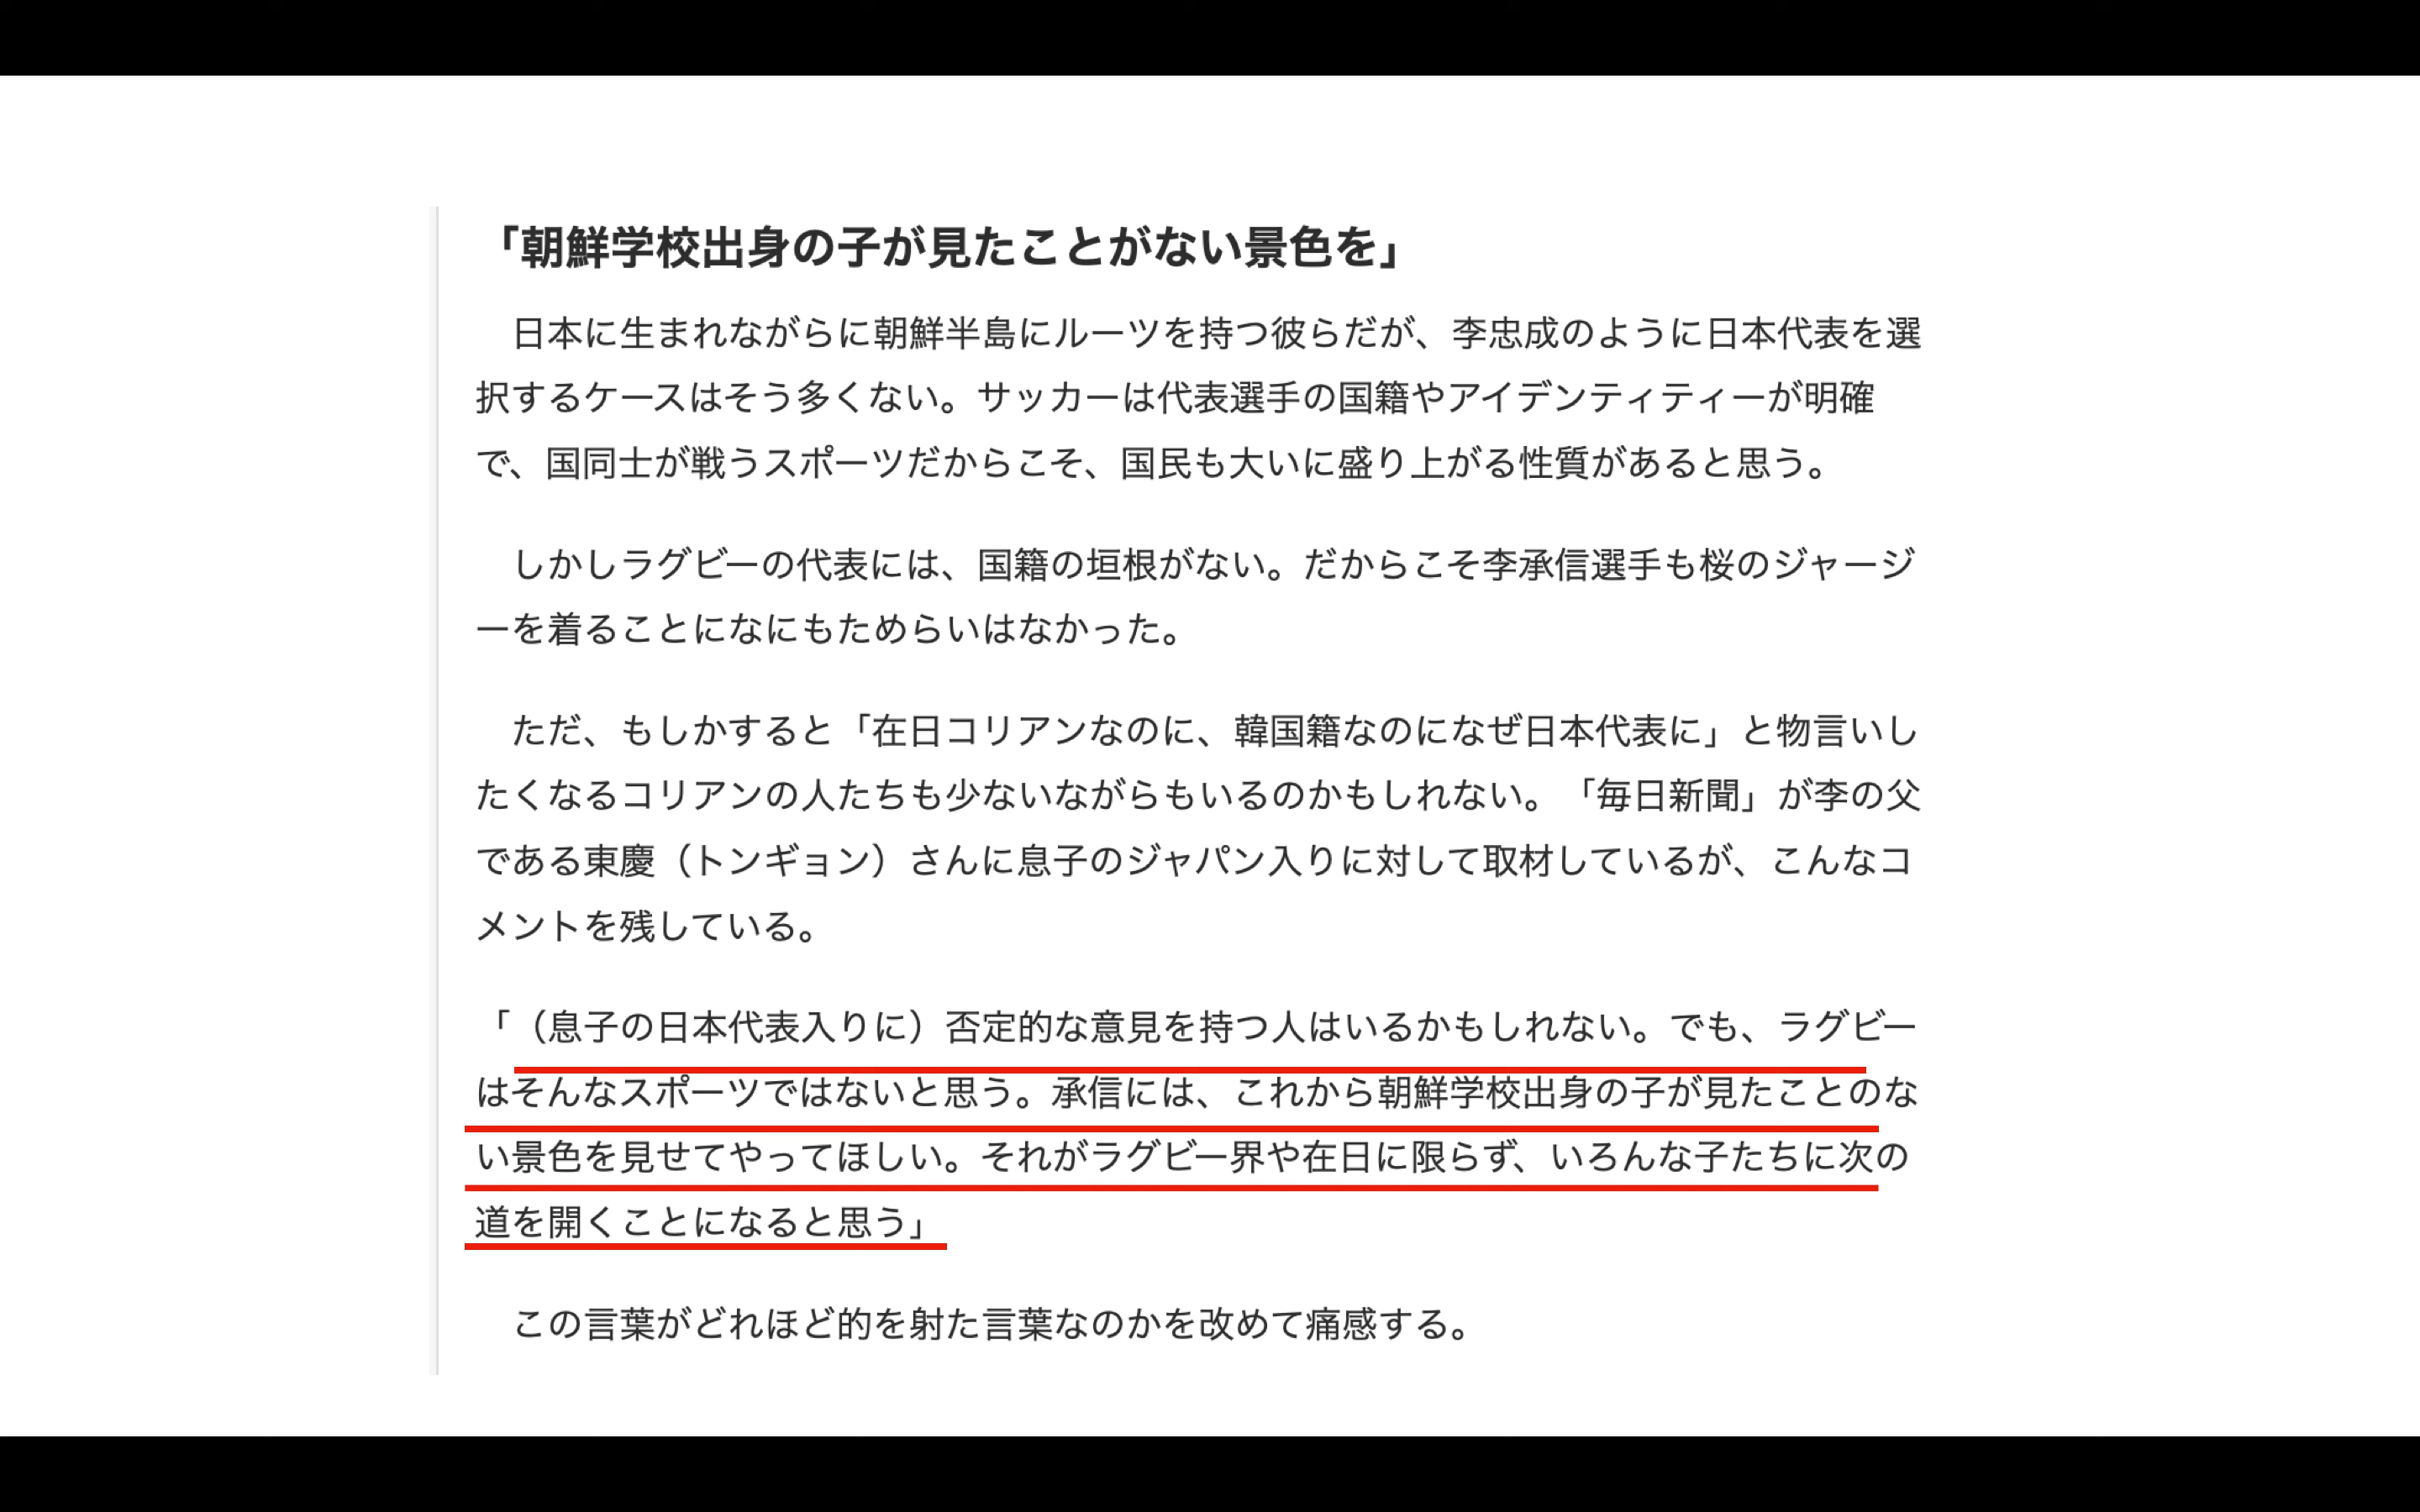 「朝鮮学校出身の子が見たことがない景色を」
日本に生まれながらに朝鮮半島にルーツを持つ彼らだが、李忠成のように日本代表を選
択するケースはそう多くない。サッカーは代表選手の国籍やアイデンティティーが明確
で、国同士が戦うスポーツだからこそ、国民も大いに盛り上がる性質があると思う。
しかしラグビーの代表には、国籍の垣根がない。だからこそ李承信選手も桜のジャージ
ーを着ることになにもためらいはなかった。
ただ、もしかすると「在日コリアンなのに、韓国籍なのになぜ日本代表に」と物言いし
たくなるコリアンの人たちも少ないながらもいるのかもしれない。「毎日新聞」が李の父
である東慶（トンギョン）さんに息子のジャパン入りに対して取材しているが、こんなコ
メントを残している。
「（息子の日本代表入りに）否定的な意見を持つ人はいるかもしれない。でも、ラグビー
はそんなスポーツではないと思う。承信には、これから朝鮮学校出身の子が見たことのな
い景色を見せてやってほしい。それがラグビー界や在日に限らず、いろんな子たちに次の
道を開くことになると思う」
この言葉がどれほど的を射た言葉なのかを改めて痛感する。